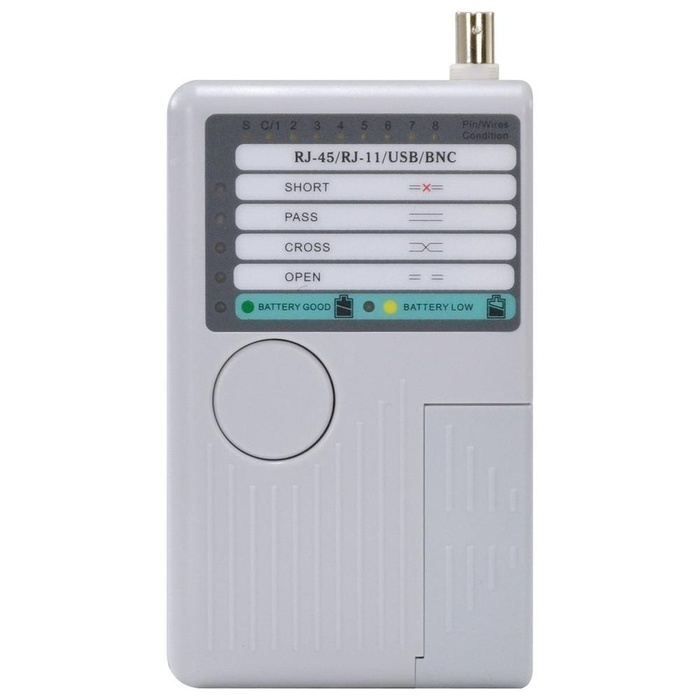 S C/1 2 3 4 5 6 7 8 Pin/Wires
Condition
RJ-45/RJ-11/USB/BNC
SHORT
PASS
CROSS
OPEN
BATTERY GOOD BATTERY LOW